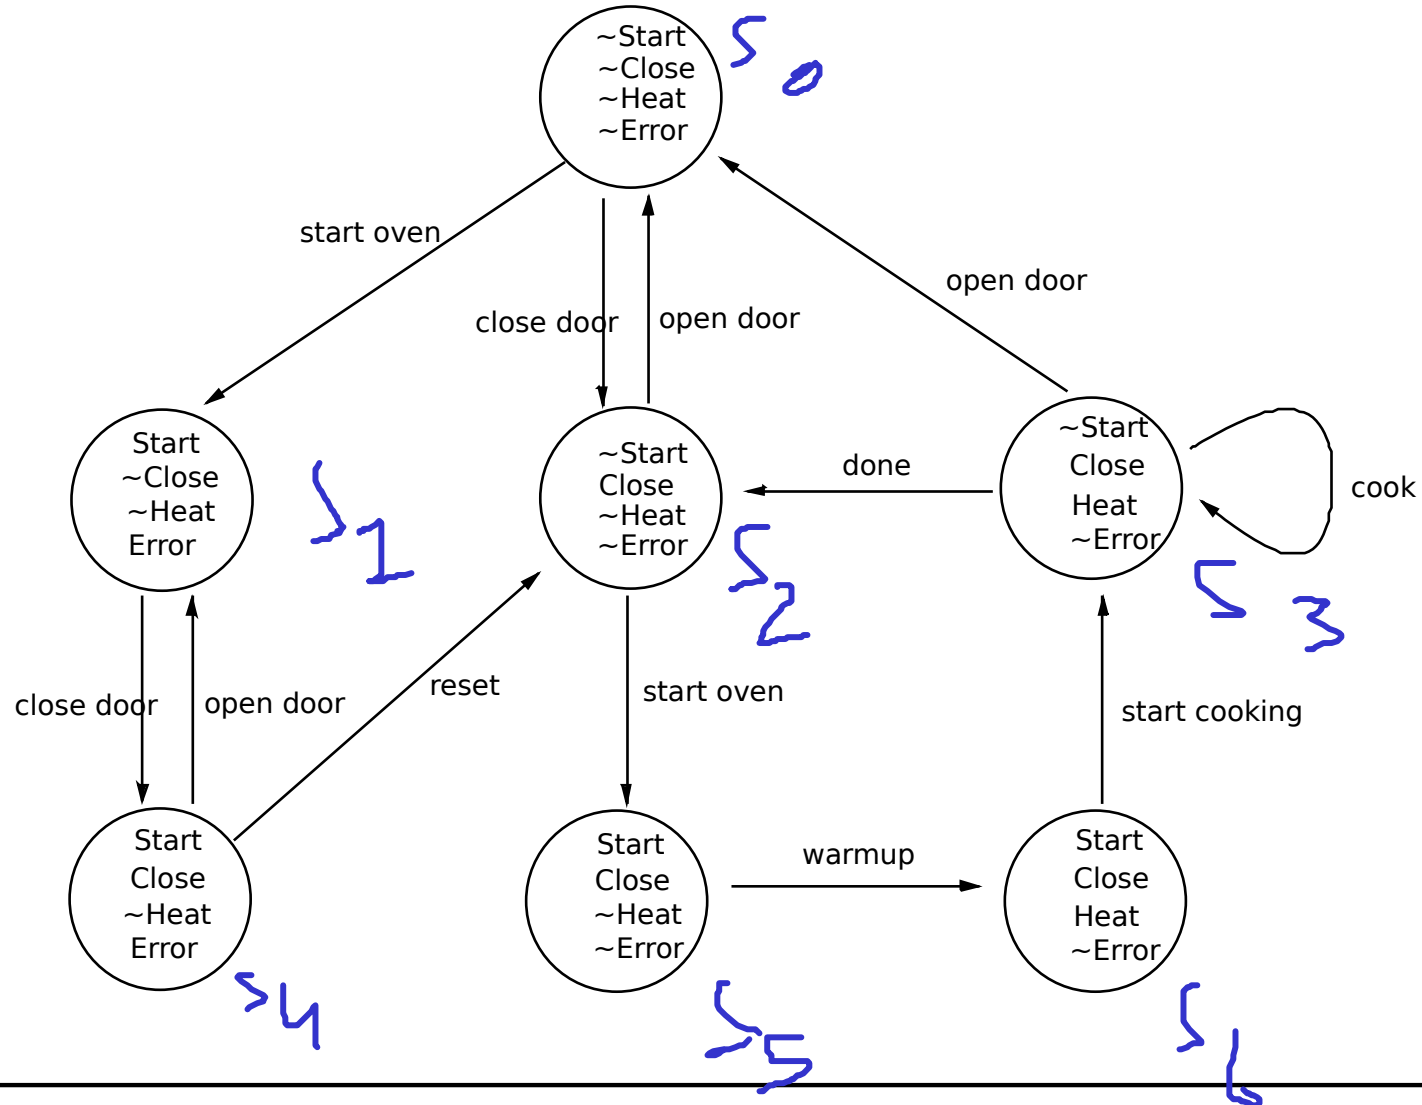 ~Start
~Close
~Heat
~Error
S0
start oven
close door
open door
open door
Start
~Close
~Heat
Error
S1
~Start
Close
~Heat
~Error
S2
done
~Start
Close
Heat
~Error
S3
cook
close door
open door
reset
start oven
start cooking
Start
Close
~Heat
Error
S4
Start
Close
~Heat
~Error
S5
warmup
Start
Close
Heat
~Error
S6